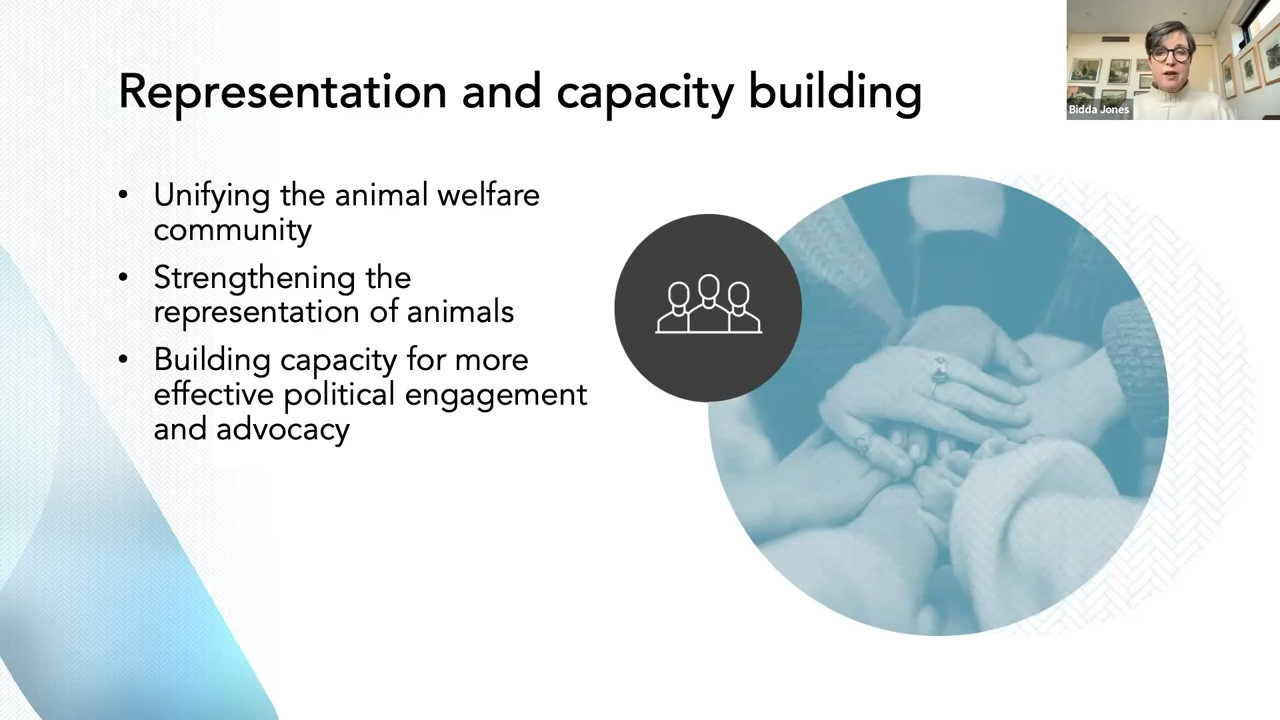 Representation and capacity building
Bidda Jones
• Unifying the animal welfare
community
• Strengthening the
representation of animals
• Building capacity for more
effective political engagement
and advocacy